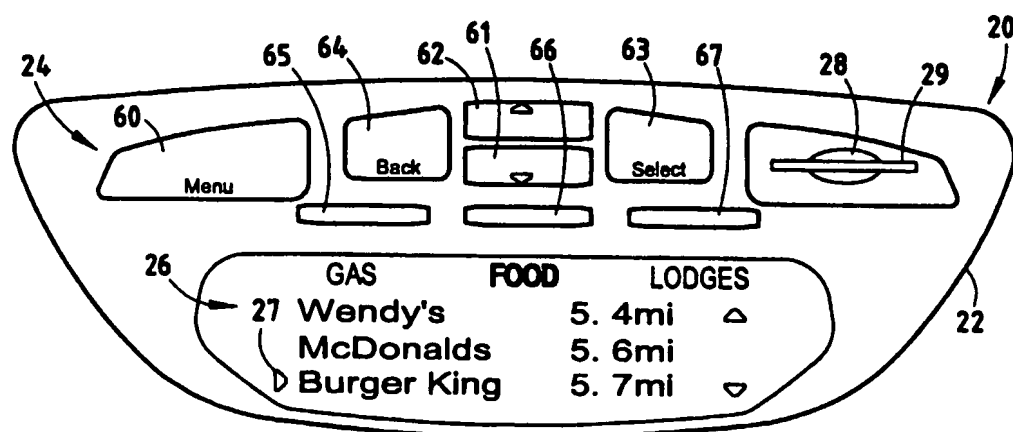 61
20
64 62 66 63
24 65 67 28
29
60
Back Select
Menu
26 GAS FOOD LODGES
27 Wendy's 5. 4mi
22
McDonalds 5. 6mi
Burger King 5. 7mi